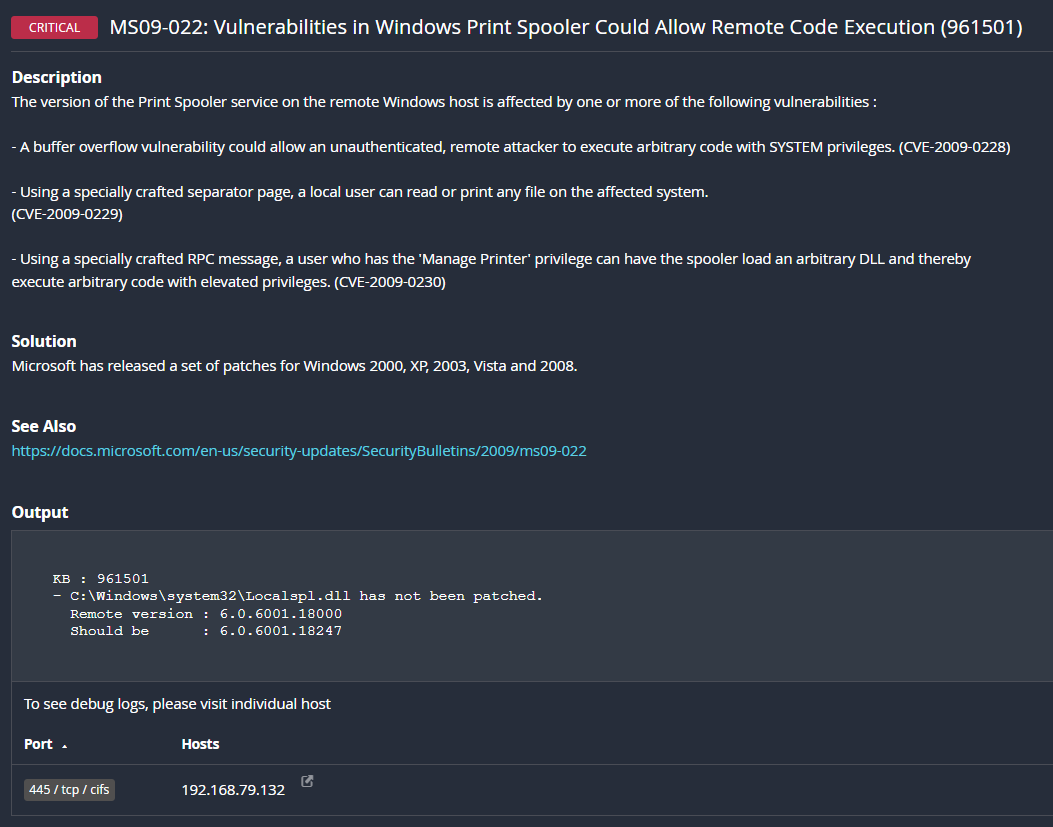 CRITICAL MS09-022: Vulnerabilities in Windows Print Spooler Could Allow Remote Code Execution (961501)
Description
The version of the Print Spooler service on the remote Windows host is affected by one or more of the following vulnerabilities :
- A buffer overflow vulnerability could allow an unauthenticated, remote attacker to execute arbitrary code with SYSTEM privileges. (CVE-2009-0228)
- Using a specially crafted separator page, a local user can read or print any file on the affected system.
(CVE-2009-0229)
- Using a specially crafted RPC message, a user who has the 'Manage Printer' privilege can have the spooler load an arbitrary DLL and thereby
execute arbitrary code with elevated privileges. (CVE-2009-0230)
Solution
Microsoft has released a set of patches for Windows 2000, XP, 2003, Vista and 2008.
See Also
https://docs.microsoft.com/en-us/security-updates/SecurityBulletins/2009/ms09-022
Output
KB : 961501
- C:\Windows\system32\Localspl.dll has not been patched.
Remote version : 6.0.6001.18000
Should be : 6.0.6001.18247
To see debug logs, please visit individual host
Port Hosts
445 / tcp / cifs 192.168.79.132